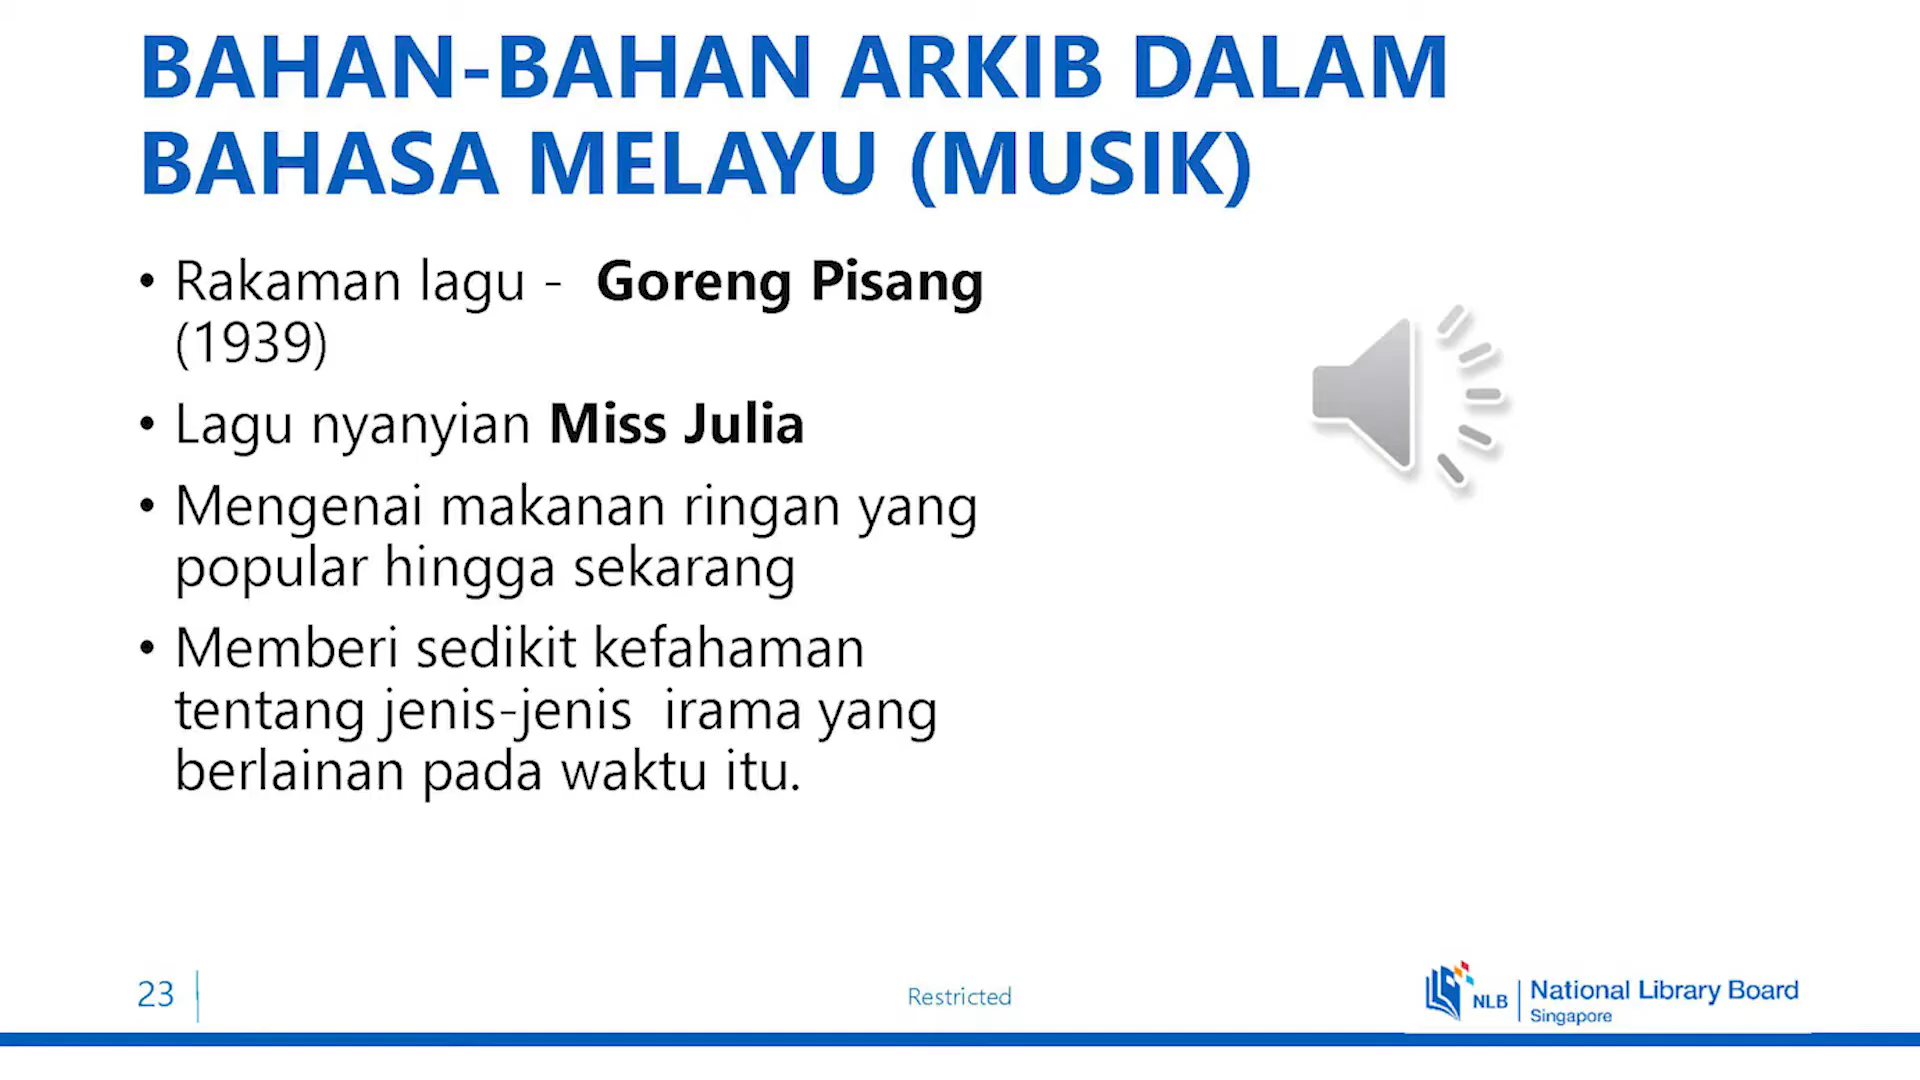 BAHAN-BAHAN ARKIB DALAM
BAHASA MELAYU (MUSIK)
• Rakaman lagu - Goreng Pisang
(1939)
• Lagu nyanyian Miss Julia
• Mengenai makanan ringan yang
popular hingga sekarang
• Memberi sedikit kefahaman
tentang jenis-jenis irama yang
berlainan pada waktu itu.
23
Restricted
NLB
National Library Board
Singapore